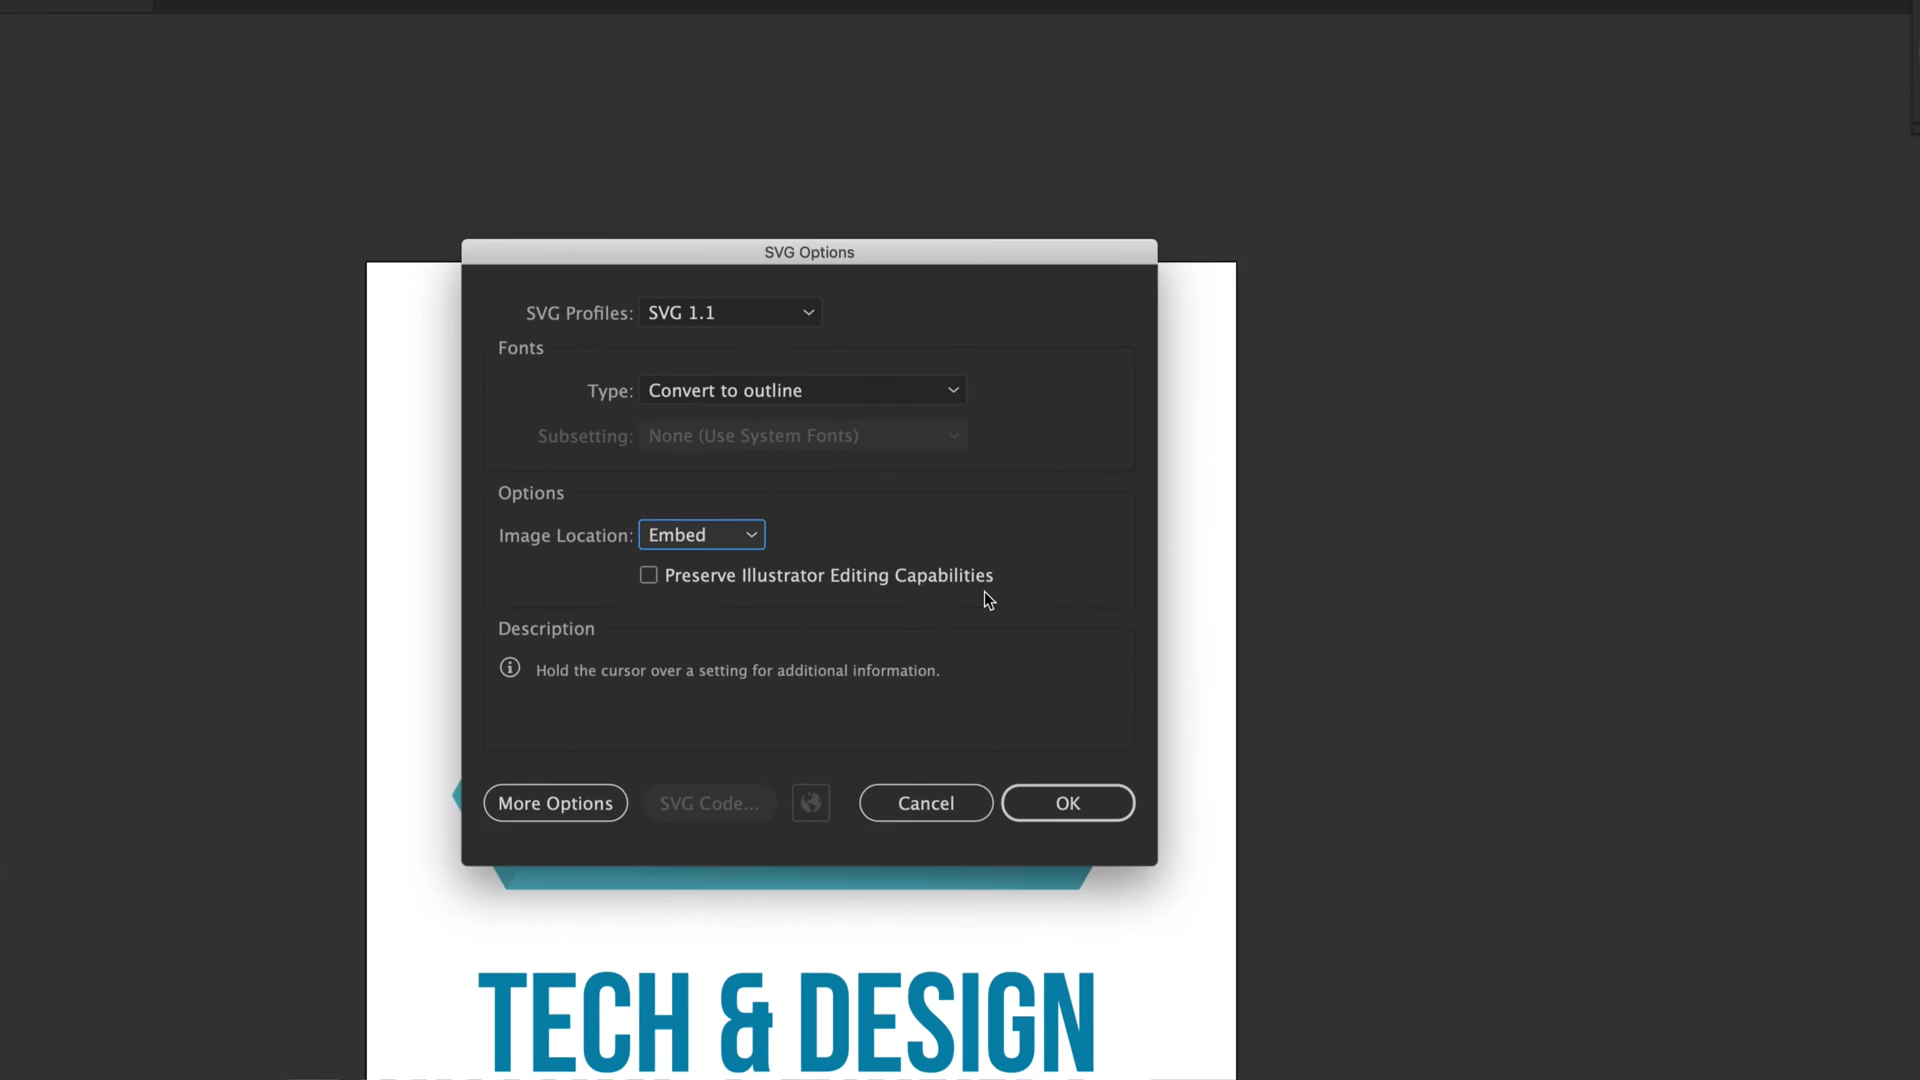 SVG Options
SVG Profiles: SVG 1.1
Fonts
Type: Convert to outline
Subsetting: None (Use System Fonts)
Options
Image Location: Embed
Preserve Illustrator Editing Capabilities
Description
Hold the cursor over a setting for additional information.
More Options SVG Code... Cancel OK
TECH & DESIGN